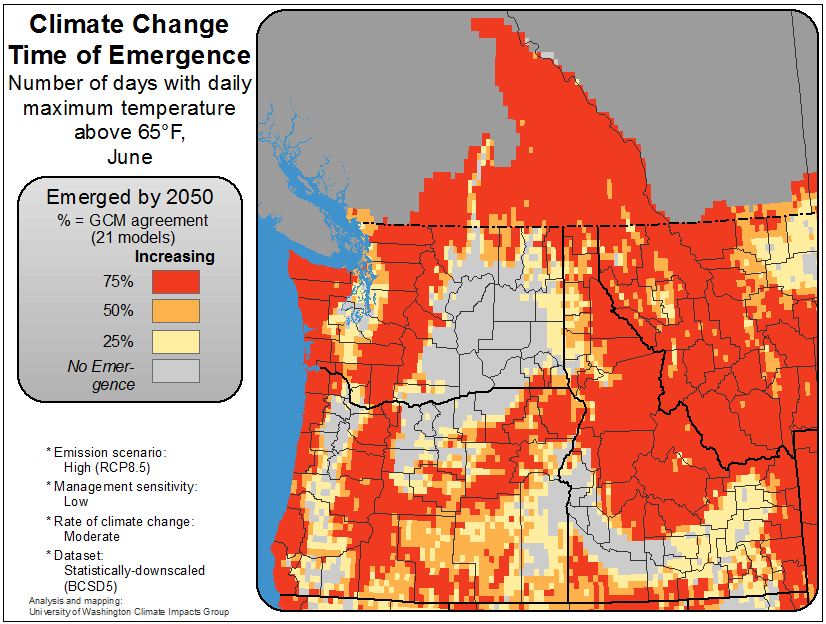 Climate Change
Time of Emergence
Number of days with daily
maximum temperature
above 65°F,
June
Emerged by 2050
% = GCM agreement
(21 models)
Increasing
75%
50%
25%
No Emer-
gence
* Emission scenario:
High (RCP8.5)
* Management sensitivity:
Low
* Rate of climate change:
Moderate
* Dataset:
Statistically-downscaled
(BCSD5)
Analysis and mapping:
University of Washington Climate Impacts Group